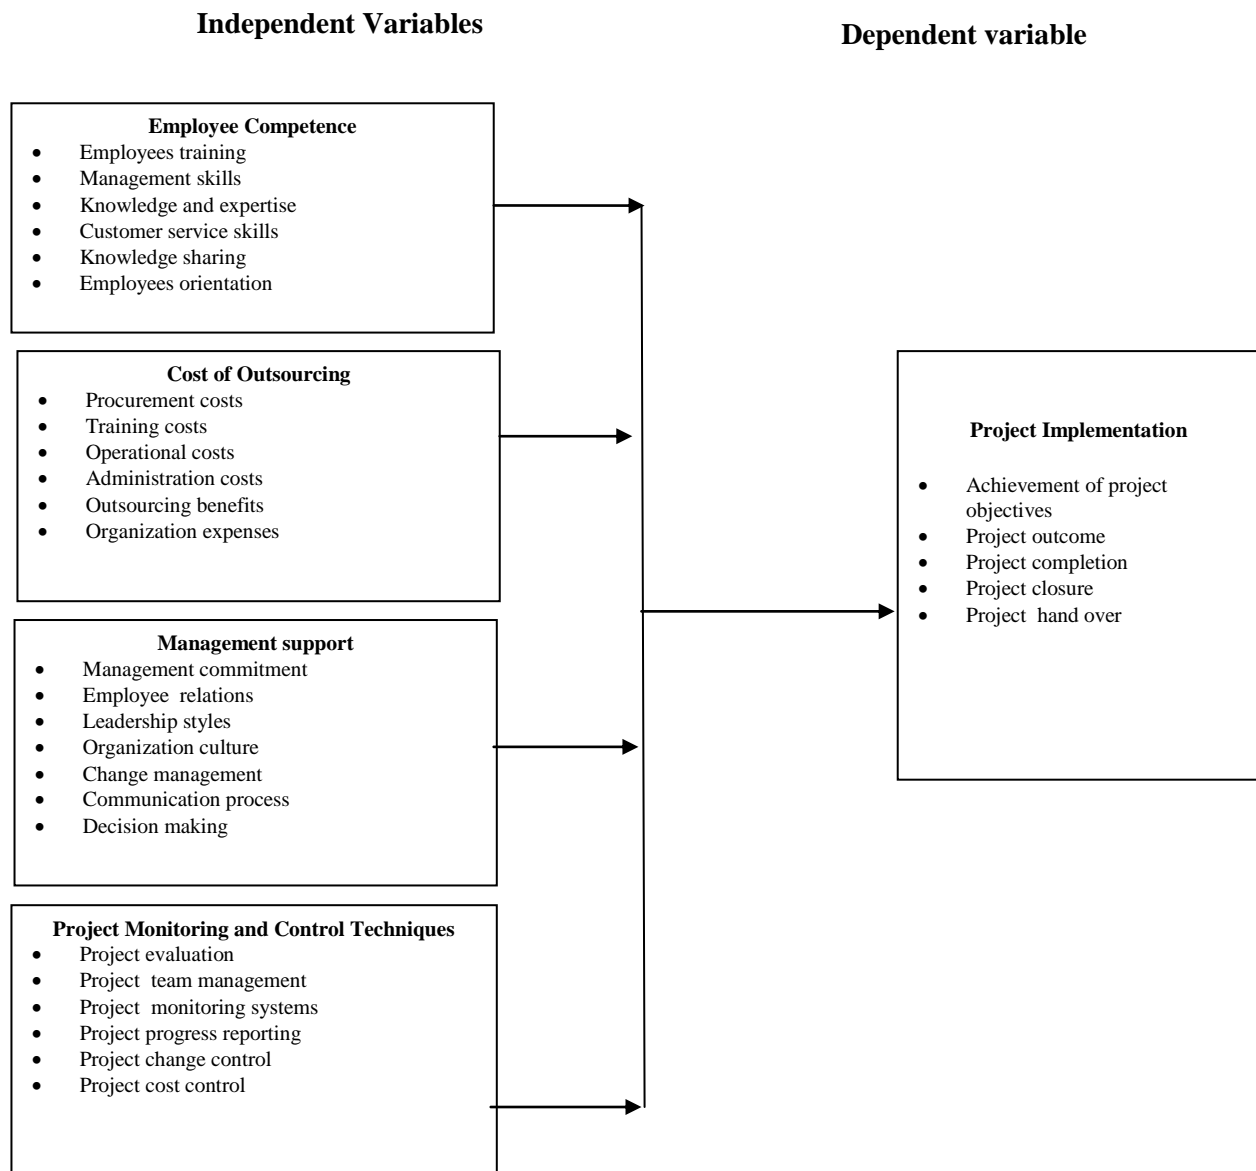 Independent Variables
Dependent variable
Employee Competence
• Employees training
• Management skills
• Knowledge and expertise
• Customer service skills
• Knowledge sharing
• Employees orientation
Cost of Outsourcing
• Procurement costs
• Training costs
• Operational costs
• Administration costs
• Outsourcing benefits
• Organization expenses
Management support
• Management commitment
• Employee  relations
• Leadership styles
• Organization culture
• Change management
• Communication process
• Decision making
Project Monitoring and Control Techniques
• Project evaluation
• Project  team management
• Project  monitoring systems
• Project progress reporting
• Project change control
• Project cost control
Project Implementation
• Achievement of project
objectives
• Project outcome
• Project completion
• Project closure
• Project  hand over